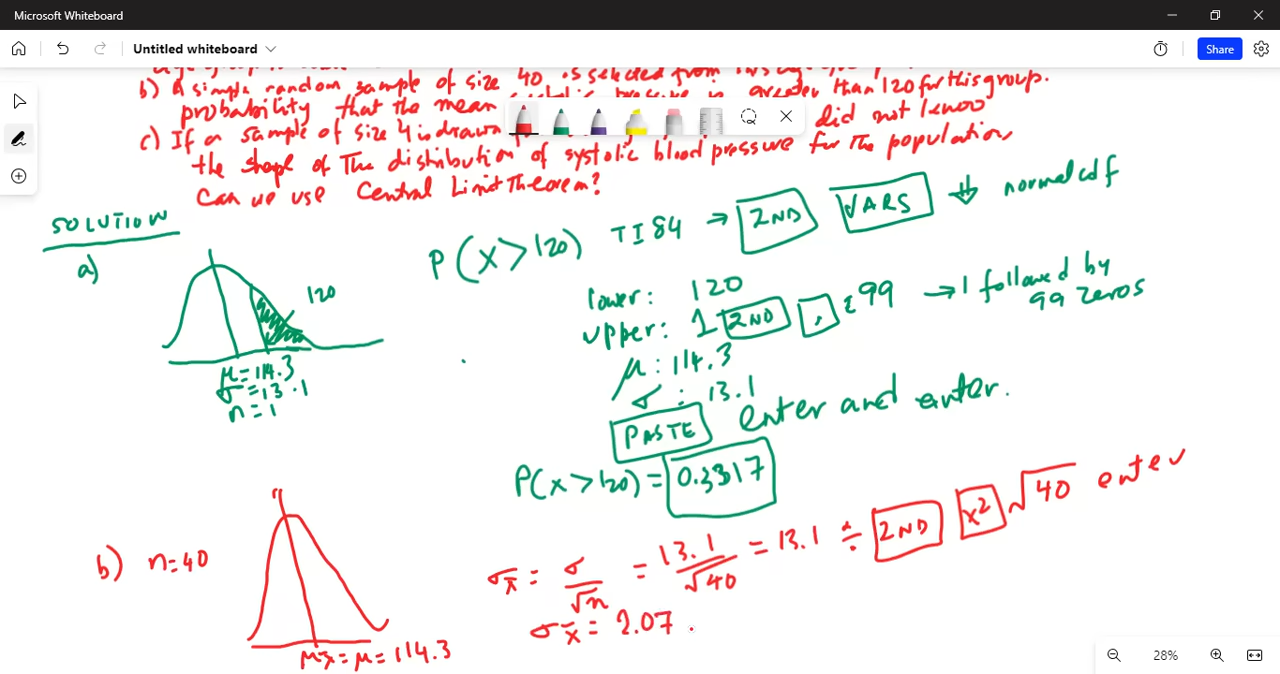 Microsoft Whiteboard
Untitled whiteboard
Share
b) A simple random sample of size 40 is selected from this
probability that the mean systolic pressure is greater than 120 for this group.
c) If a sample of size 4 is drawn did not know
the shape of the distribution of systolic blood pressure for the population
Can we use Central Limit Theorem?
SOLUTION
a)
120
μ = 114.3
σ = 13.1
n = 1
P(X > 120) TI 84 → 2ND VARS ↓ normalcdf
lower: 120
upper: 1 2ND , E99 → 1 followed by
99 zeros
μ : 114.3
σ : 13.1
PASTE enter and enter.
P(X > 120) = 0.3317
b) n = 40
μx̄ = μ = 114.3
σx̄ = σ/√n = 13.1/√40 = 13.1 ÷ 2ND x² √40 enter
σx̄ = 2.07
28%